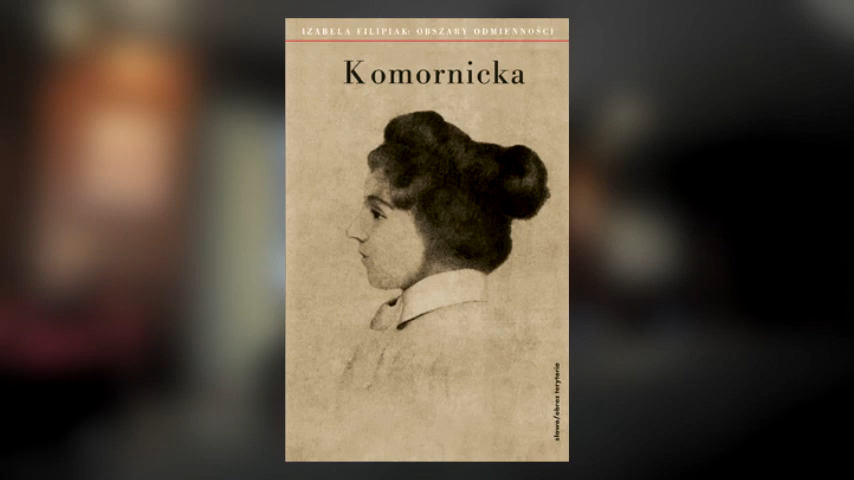 IZABELA FILIPIAK: OBSZARY ODMIENNOŚCI
Komornicka
słowo/obraz terytoria